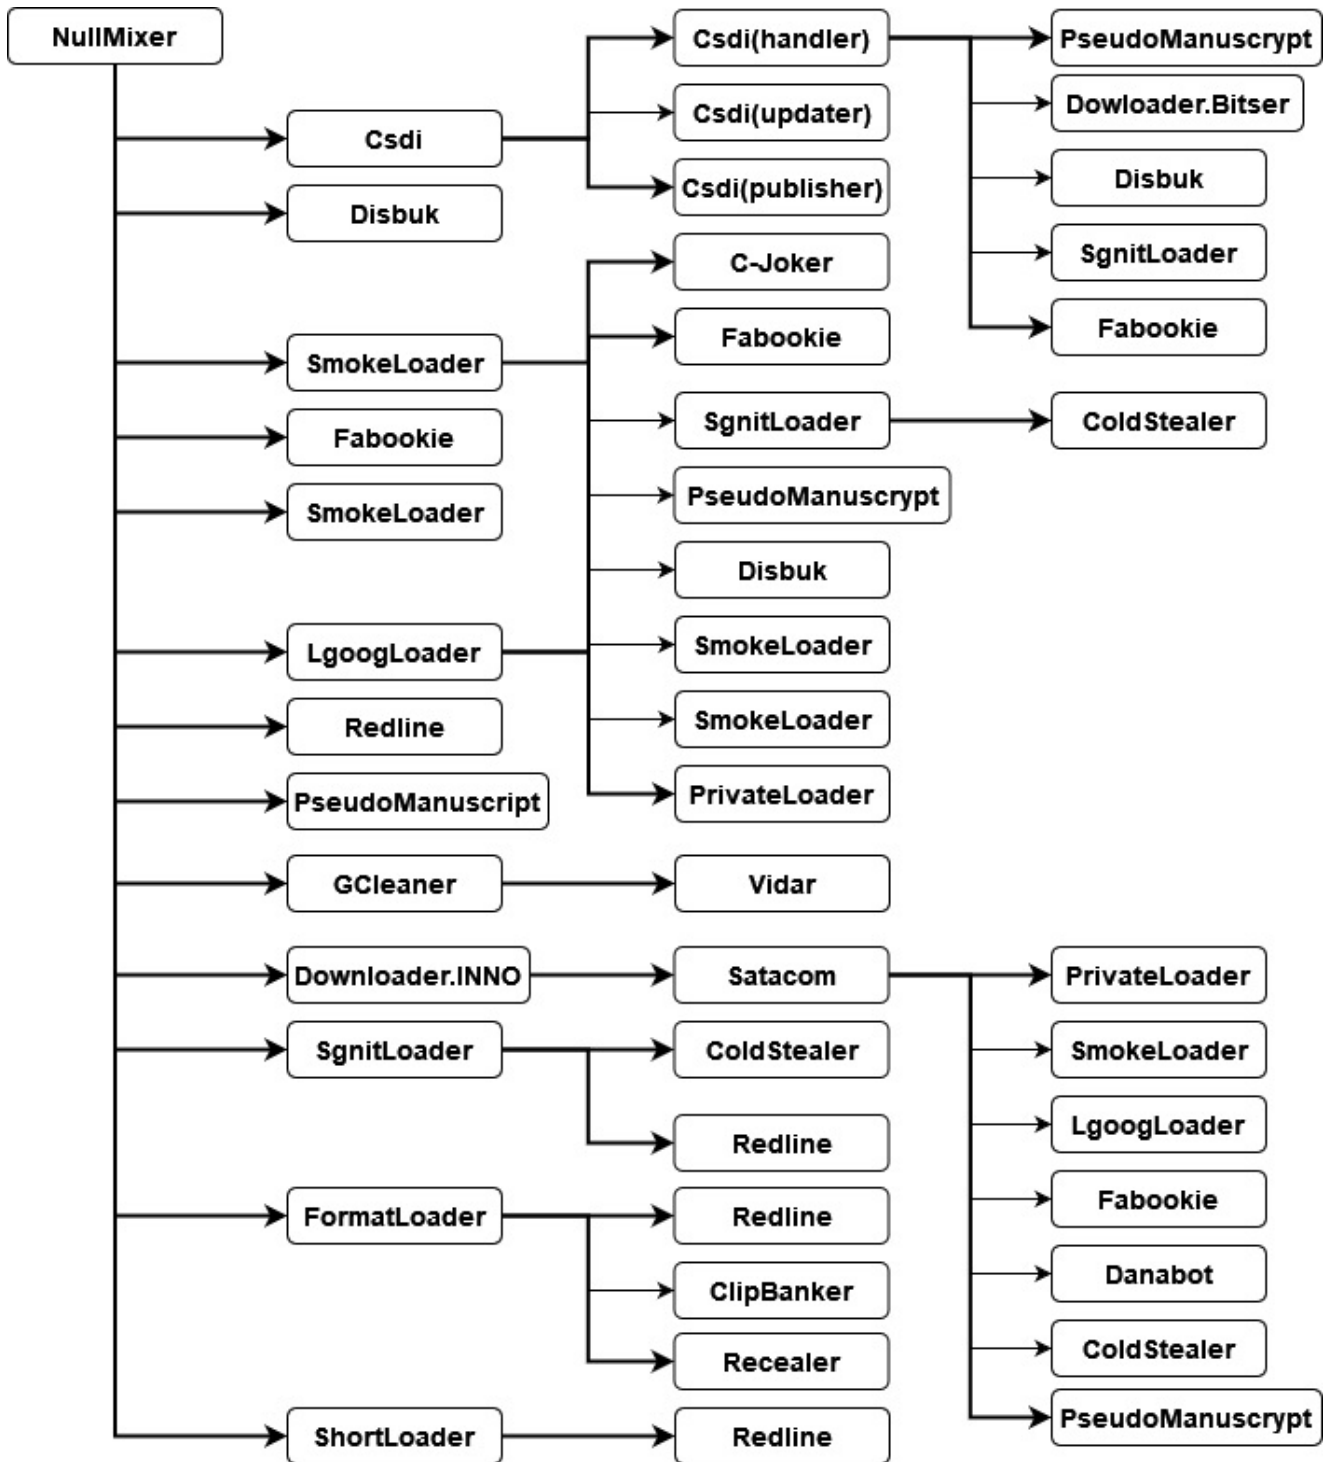 NullMixer
Csdi(handler)
PseudoManuscrypt
Dowloader.Bitser
Csdi(updater)
Csdi
Csdi(publisher)
Disbuk
Disbuk
C-Joker
SgnitLoader
Fabookie
Fabookie
SmokeLoader
SgnitLoader
ColdStealer
Fabookie
PseudoManuscrypt
SmokeLoader
Disbuk
SmokeLoader
LgoogLoader
SmokeLoader
Redline
PrivateLoader
PseudoManuscript
GCleaner
Vidar
Downloader.INNO
Satacom
PrivateLoader
SgnitLoader
ColdStealer
SmokeLoader
LgoogLoader
Redline
Fabookie
FormatLoader
Redline
Danabot
ClipBanker
ColdStealer
Recealer
PseudoManuscrypt
ShortLoader
Redline